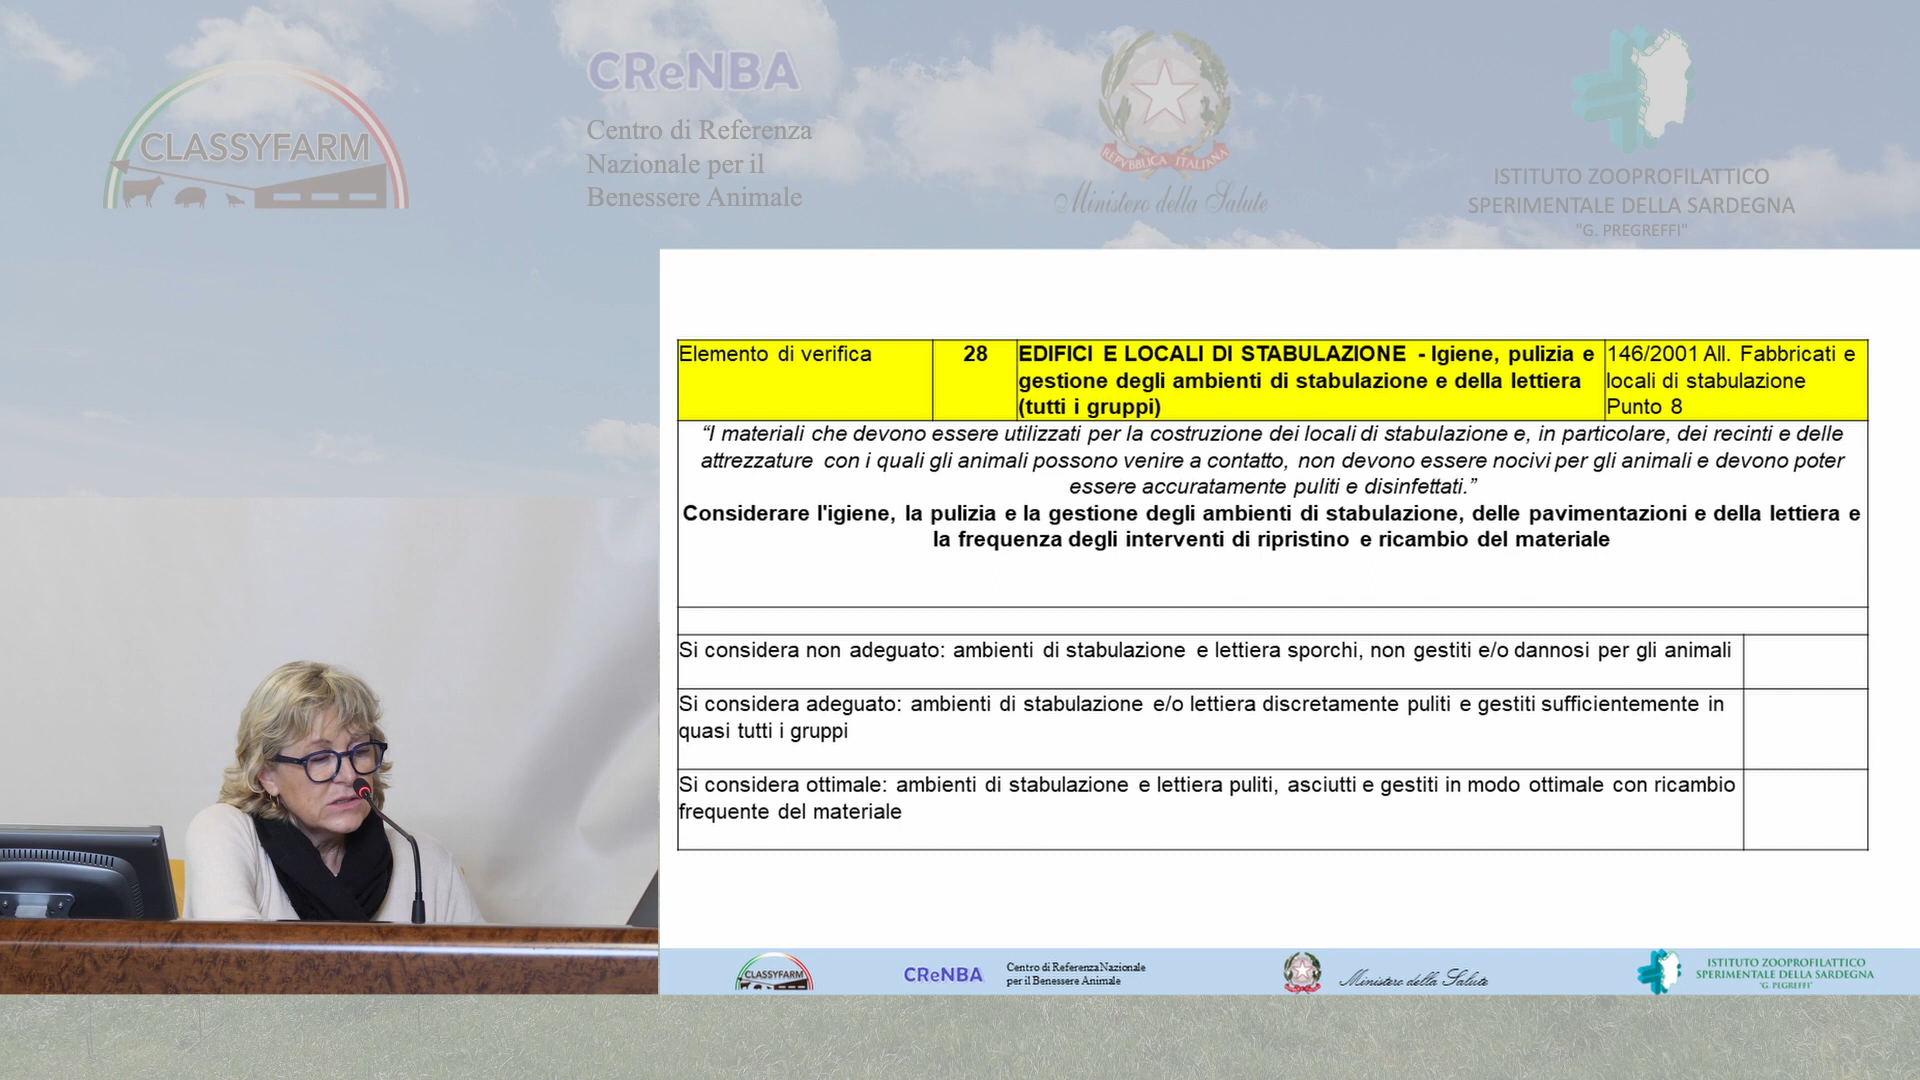 CLASSYFARM
CReNBA
Centro di Referenza
Nazionale per il
Benessere Animale
REPVBBLICA ITALIANA
Ministero della Salute
ISTITUTO ZOOPROFILATTICO
SPERIMENTALE DELLA SARDEGNA
"G. PREGREFFI"
Elemento di verifica
28
EDIFICI E LOCALI DI STABULAZIONE - Igiene, pulizia e
gestione degli ambienti di stabulazione e della lettiera
(tutti i gruppi)
146/2001 All. Fabbricati e
locali di stabulazione
Punto 8
“I materiali che devono essere utilizzati per la costruzione dei locali di stabulazione e, in particolare, dei recinti e delle
attrezzature con i quali gli animali possono venire a contatto, non devono essere nocivi per gli animali e devono poter
essere accuratamente puliti e disinfettati.”
Considerare l'igiene, la pulizia e la gestione degli ambienti di stabulazione, delle pavimentazioni e della lettiera e
la frequenza degli interventi di ripristino e ricambio del materiale
Si considera non adeguato: ambienti di stabulazione e lettiera sporchi, non gestiti e/o dannosi per gli animali
Si considera adeguato: ambienti di stabulazione e/o lettiera discretamente puliti e gestiti sufficientemente in
quasi tutti i gruppi
Si considera ottimale: ambienti di stabulazione e lettiera puliti, asciutti e gestiti in modo ottimale con ricambio
frequente del materiale
CLASSYFARM
CReNBA
Centro di Referenza Nazionale
per il Benessere Animale
Ministero della Salute
ISTITUTO ZOOPROFILATTICO
SPERIMENTALE DELLA SARDEGNA
"G. PEGREFFI"